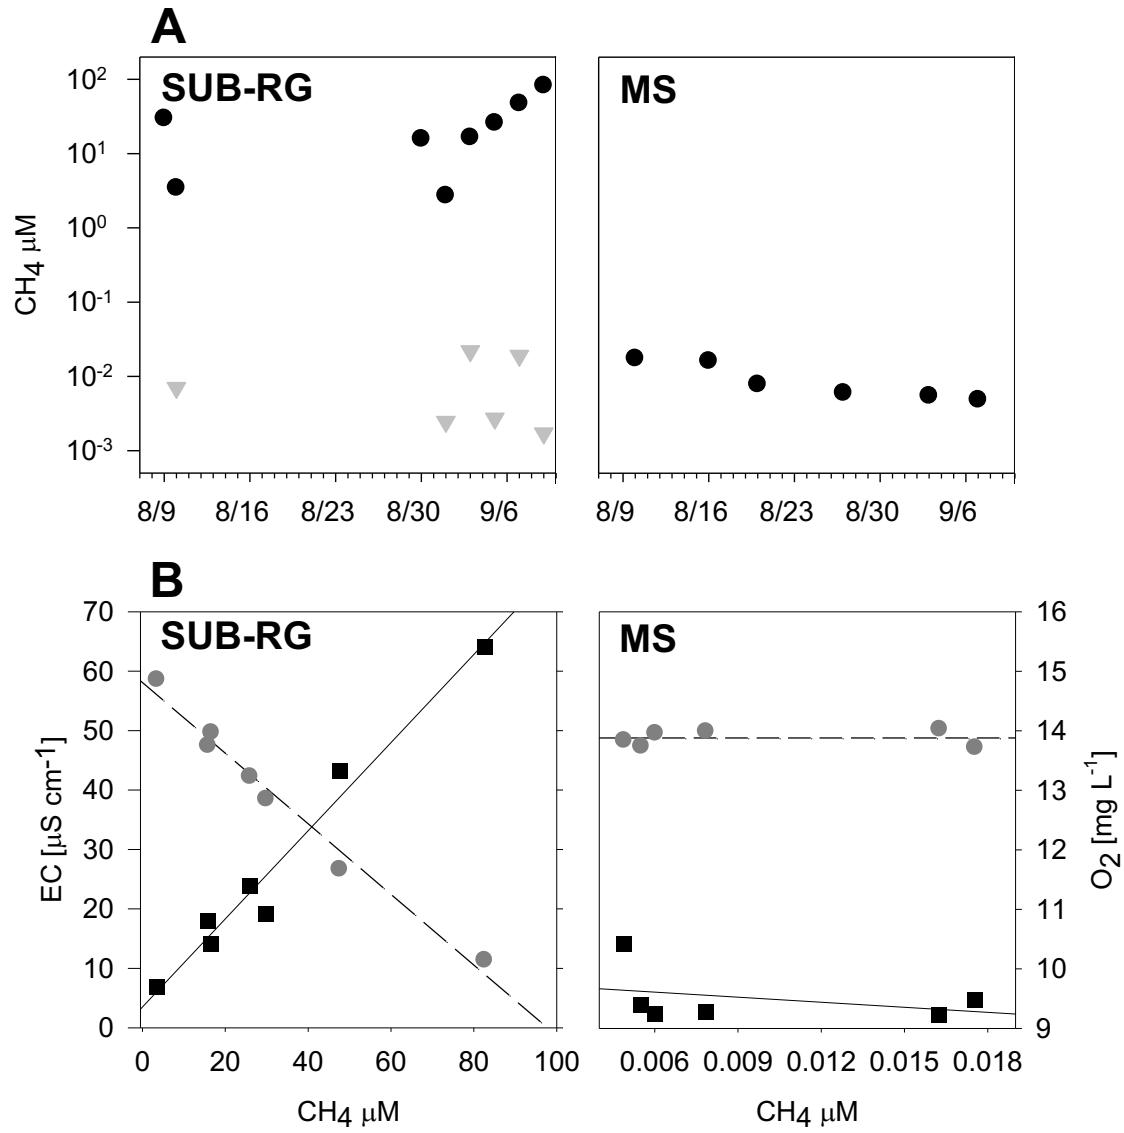 A
SUB-RG MS
10² 
10¹
10⁰
10⁻¹
10⁻²
10⁻³
CH₄ µM
8/9 8/16 8/23 8/30 9/6 8/9 8/16 8/23 8/30 9/6
B
SUB-RG MS
70 16
60 15
50 14
40 13
30 12
20 11
10 10
0 9
EC [µS cm⁻¹]
O₂ [mg L⁻¹]
0 20 40 60 80 100 0.006 0.009 0.012 0.015 0.018
CH₄ µM CH₄ µM